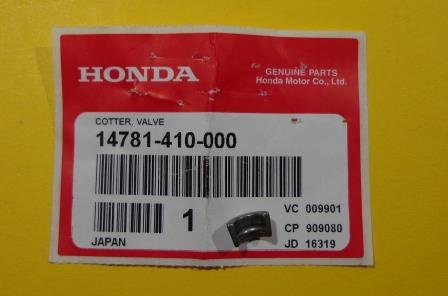 HONDA
GENUINE PARTS
Honda Motor Co., Ltd.
COTTER, VALVE
14781-410-000
1
VC 009901
CP 909080
JAPAN
JD 16319